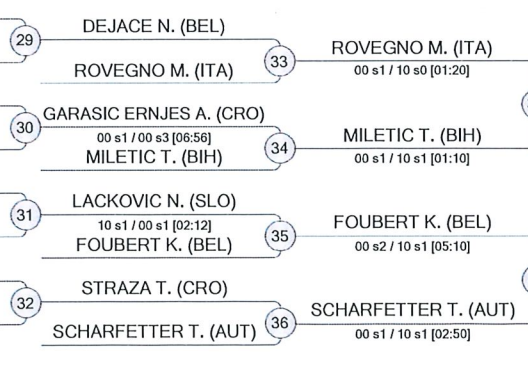 29
DEJACE N. (BEL)
ROVEGNO M. (ITA)
33
ROVEGNO M. (ITA)
00 s1 / 10 s0 [01:20]
30
GARASIC ERNJES A. (CRO)
00 s1 / 00 s3 [06:56]
MILETIC T. (BIH)
34
MILETIC T. (BIH)
00 s1 / 10 s1 [01:10]
31
LACKOVIC N. (SLO)
10 s1 / 00 s1 [02:12]
FOUBERT K. (BEL)
35
FOUBERT K. (BEL)
00 s2 / 10 s1 [05:10]
32
STRAZA T. (CRO)
SCHARFETTER T. (AUT)
36
SCHARFETTER T. (AUT)
00 s1 / 10 s1 [02:50]